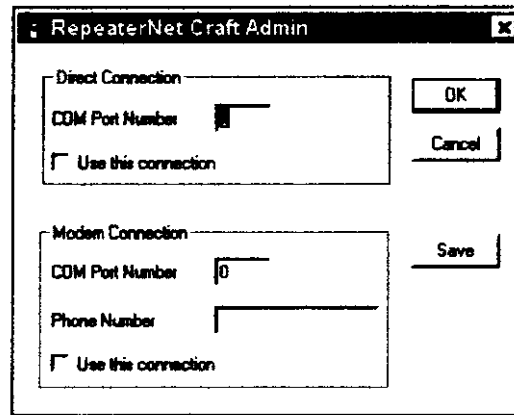 RepeaterNet Craft Admin
Direct Connection
COM Port Number
Use this connection
OK
Cancel
Modem Connection
COM Port Number 0
Phone Number
Use this connection
Save